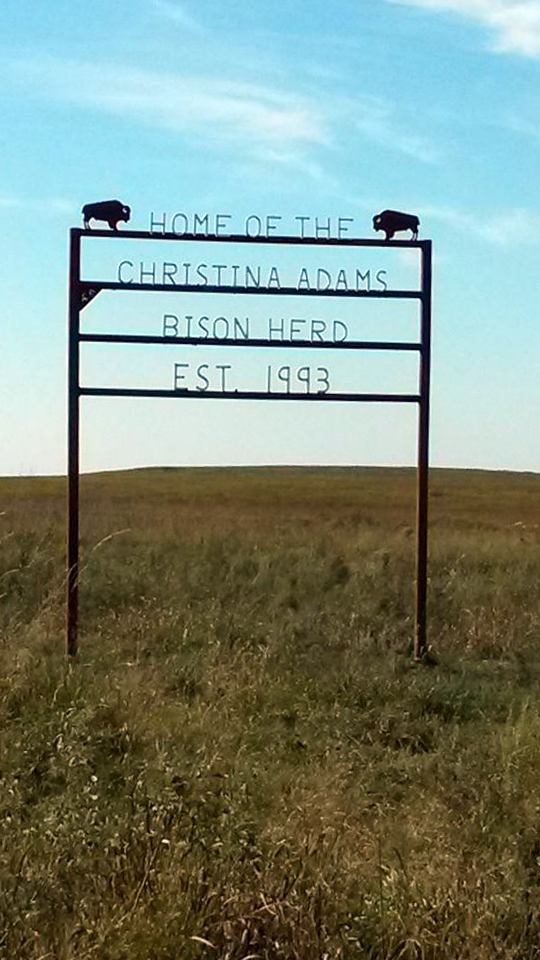 HOME OF THE
CHRISTINA ADAMS
BISON HERD
EST. 1993